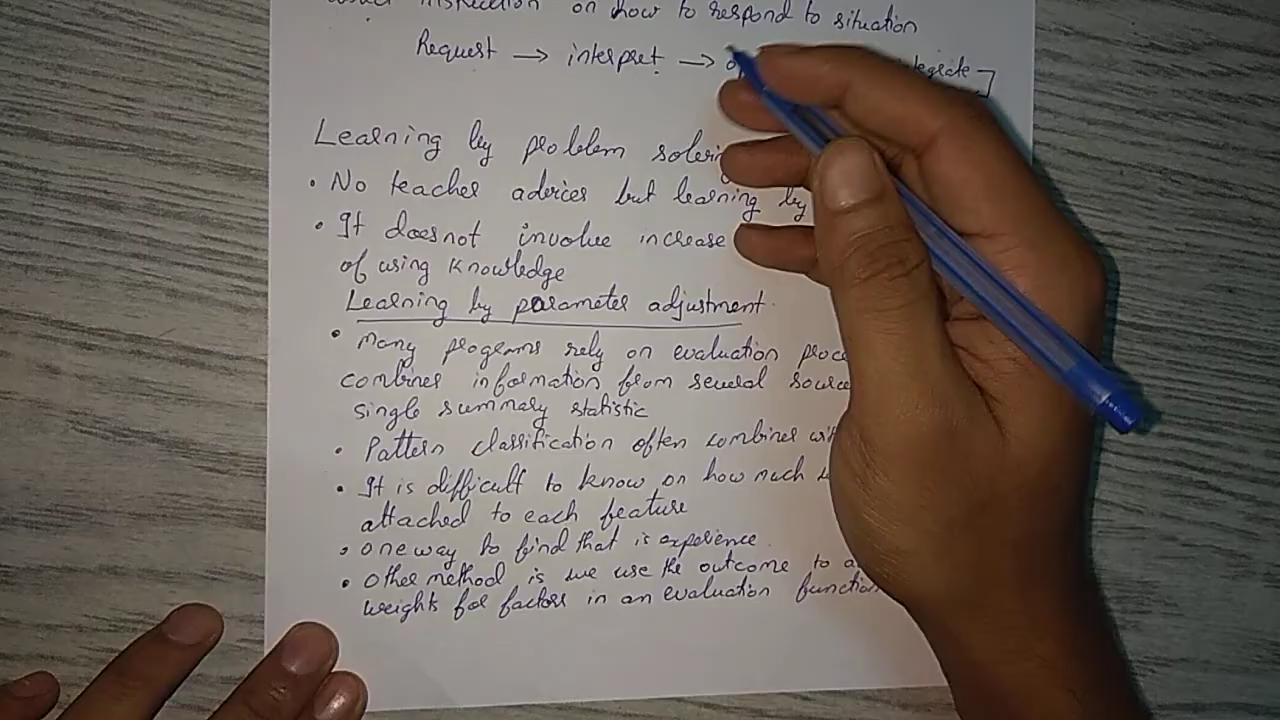 instruction on how to respond to situation
Request → interpret →
Learning by problem
No teacher advices but learning by
It does not involve increase
of using knowledge
Learning by parameter adjustment
many programs rely on evaluation
combines information from several
single summary statistic
Pattern classification often combines
It is difficult to know on how much
attached to each feature
one way to find that is experience
other method is we use the outcome to
weights for factors in an evaluation function